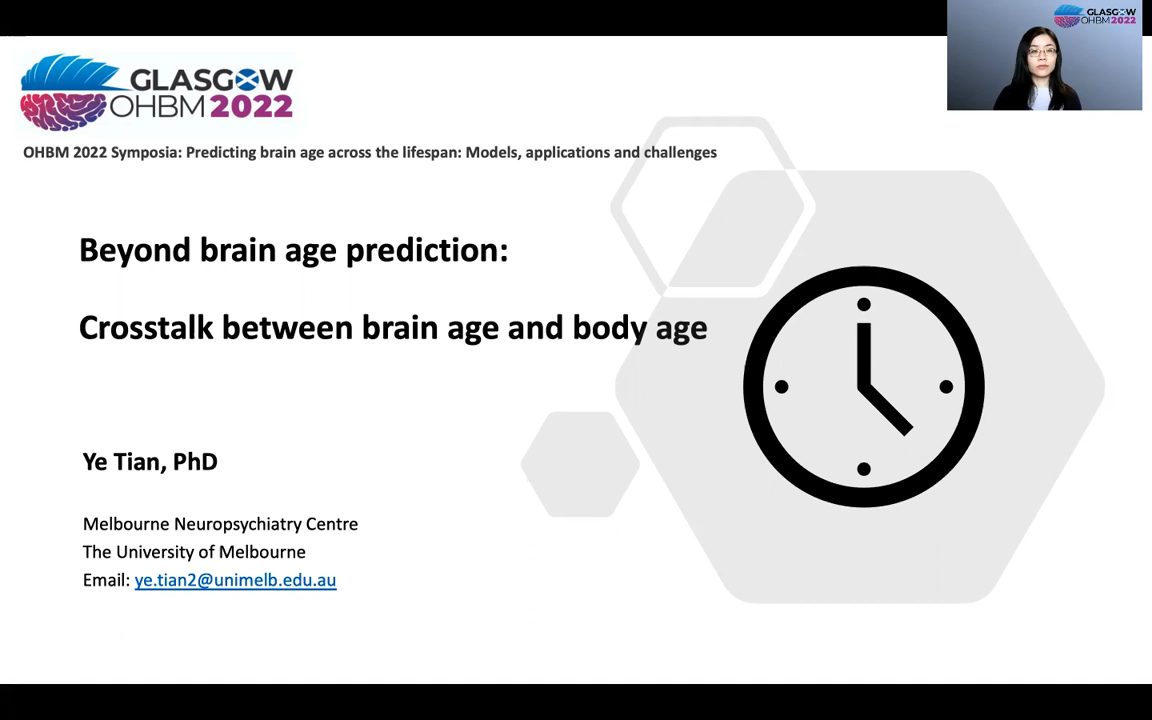 GLASGOW
OHBM 2022
GLASGOW
OHBM 2022
OHBM 2022 Symposia: Predicting brain age across the lifespan: Models, applications and challenges
Beyond brain age prediction:
Crosstalk between brain age and body age
Ye Tian, PhD
Melbourne Neuropsychiatry Centre
The University of Melbourne
Email: ye.tian2@unimelb.edu.au